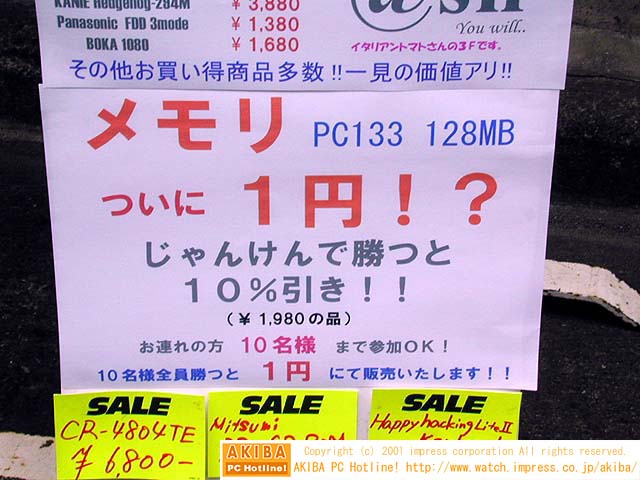 KANIE Hedgehog-294M ￥3,880
Panasonic FDD 3mode ￥1,380
BOKA 1080 ￥1,680
You will..
イタリアントマトさんの3Fです。
その他お買い得商品多数!!一見の価値アリ!!
メモリ PC133 128MB
ついに 1円!?
じゃんけんで勝つと
10%引き!!
(￥1,980の品)
お連れの方 10名様 まで参加OK!
10名様全員勝つと 1円 にて販売いたします!!
SALE
CR-4804TE
￥6,800-
SALE
Mitsumi
SALE
Happy hacking Lite II
AKIBA
PC Hotline!
Copyright (c) 2001 impress corporation All rights reserved.
AKIBA PC Hotline! http://www.watch.impress.co.jp/akiba/